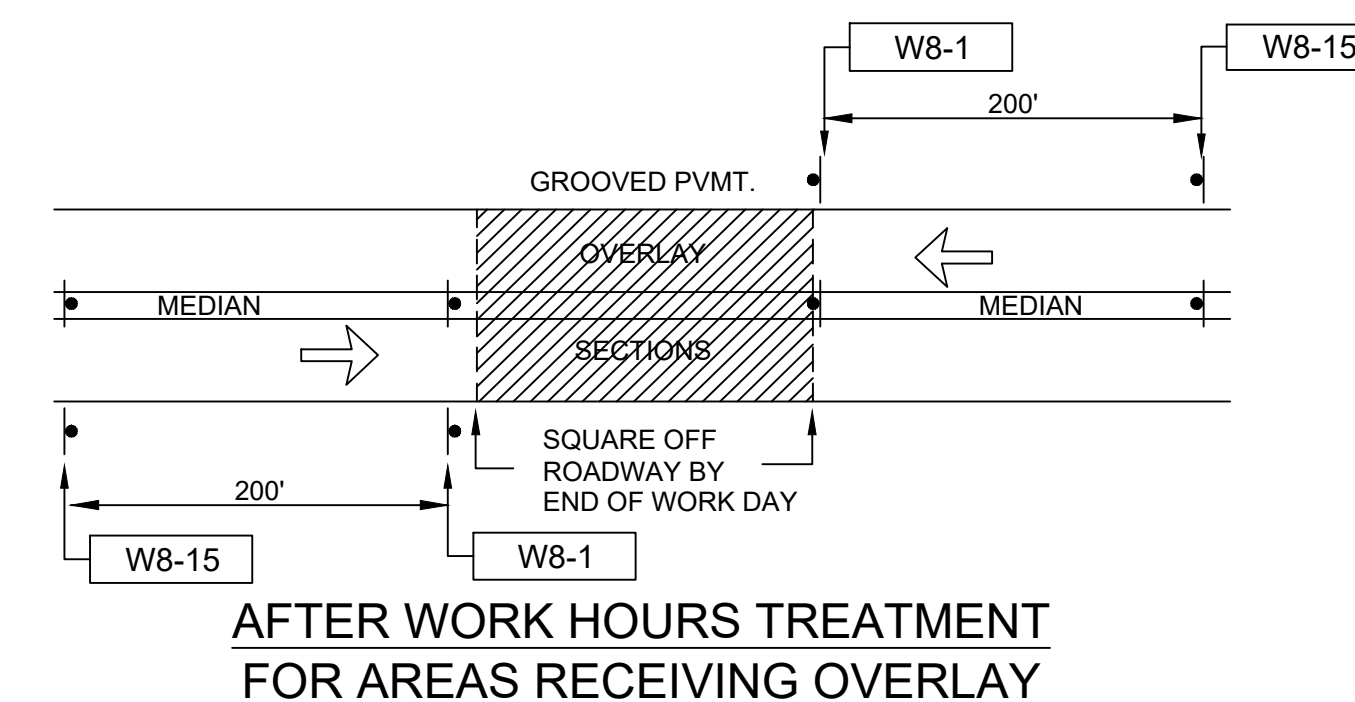 W8-1
W8-15
200'
GROOVED PVMT.
OVERLAY
MEDIAN
MEDIAN
SECTIONS
SQUARE OFF
ROADWAY BY
END OF WORK DAY
200'
W8-15
W8-1
AFTER WORK HOURS TREATMENT
FOR AREAS RECEIVING OVERLAY